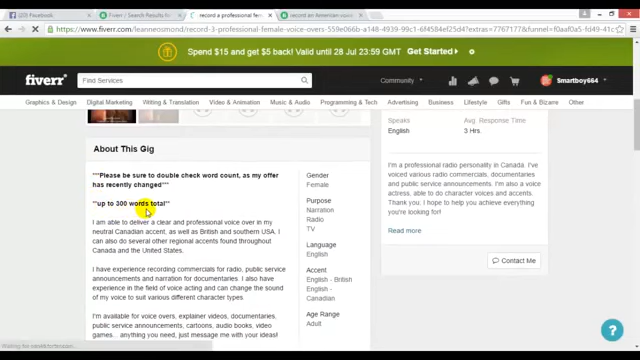 (20) Facebook
Fiverr / Search Results fo
record a professional fem
record an American voice
https://www.fiverr.com/leanneosmond/record-3-professional-female-voice-overs-
Spend $15 and get $5 back! Valid until 28 Jul 23:59 GMT Get Started
fiverr
Find Services
Community
Smartboy664
Graphics & Design Digital Marketing Writing & Translation Video & Animation Music & Audio Programming & Tech Advertising Business Lifestyle Gifts Fun & Bizarre Other
About This Gig
***Please be sure to double check word count, as my offer
has recently changed***
**up to 300 words total**
I am able to deliver a clear and professional voice over in my
neutral Canadian accent, as well as British and southern USA. I
can also do several other regional accents found throughout
Canada and the United States.
I have experience recording commercials for radio, public service
announcements and narration for documentaries. I also have
experience in the field of voice acting and can change the sound
of my voice to suit various different character types
I'm available for voice overs, explainer videos, documentaries,
public service announcements, cartoons, audio books, video
games. anything you need, just message me with your ideas!
Gender
Female
Purpose
Narration
Radio
TV
Language
English
Accent
English - British
English -
Canadian
Age Range
Adult
Speaks
English
Avg. Response Time
3 Hrs.
I'm a professional radio personality in Canada. I've
voiced various radio commercials, documentaries
and public service announcements. I'm also a voice
actress, able to do character voices and accents.
Thank you. I hope to help you achieve everything
you're looking for!
Read more
Contact Me
?